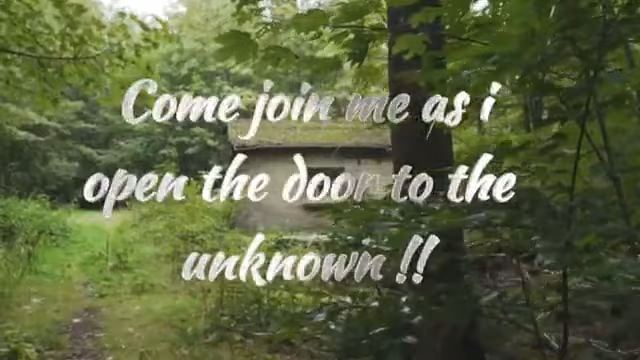 Come join me as i
open the door to the
unknown !!